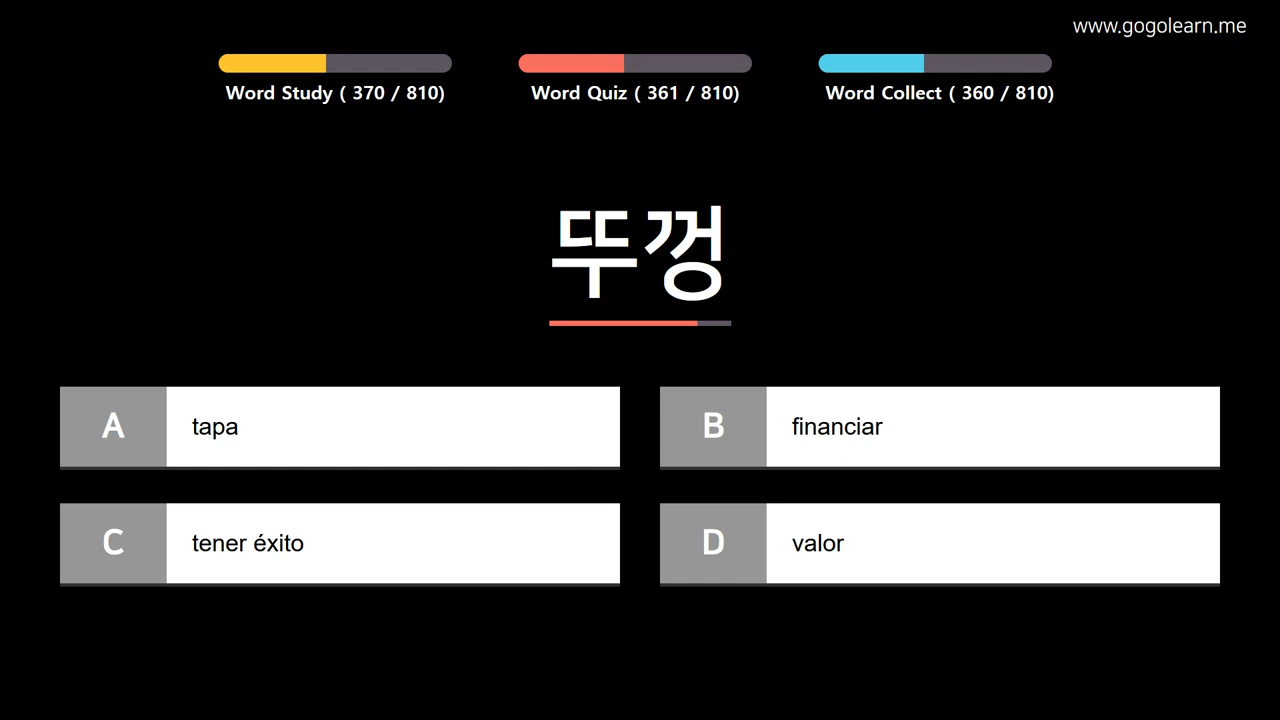 www.gogolearn.me
Word Study ( 370 / 810)
Word Quiz ( 361 / 810)
Word Collect ( 360 / 810)
뚜껑
A tapa
B financiar
C tener éxito
D valor